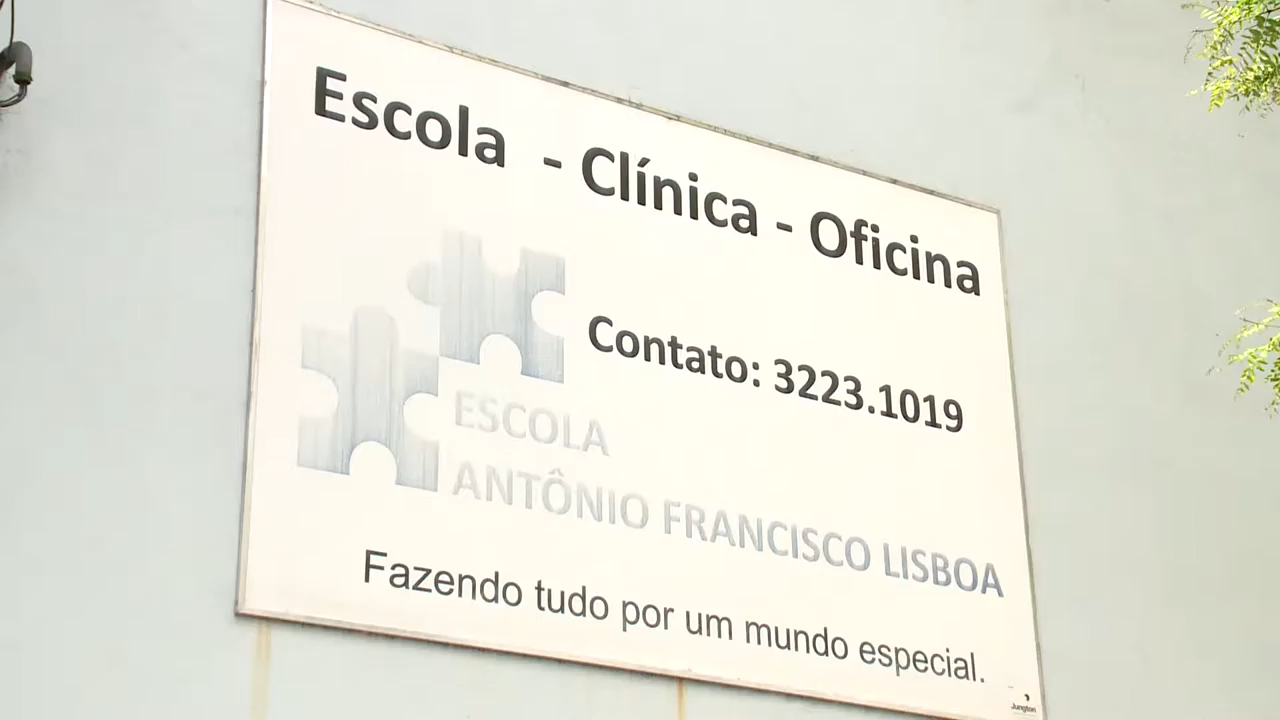 Escola - Clínica - Oficina
Contato: 3223.1019
ESCOLA
ANTÔNIO FRANCISCO LISBOA
Fazendo tudo por um mundo especial.